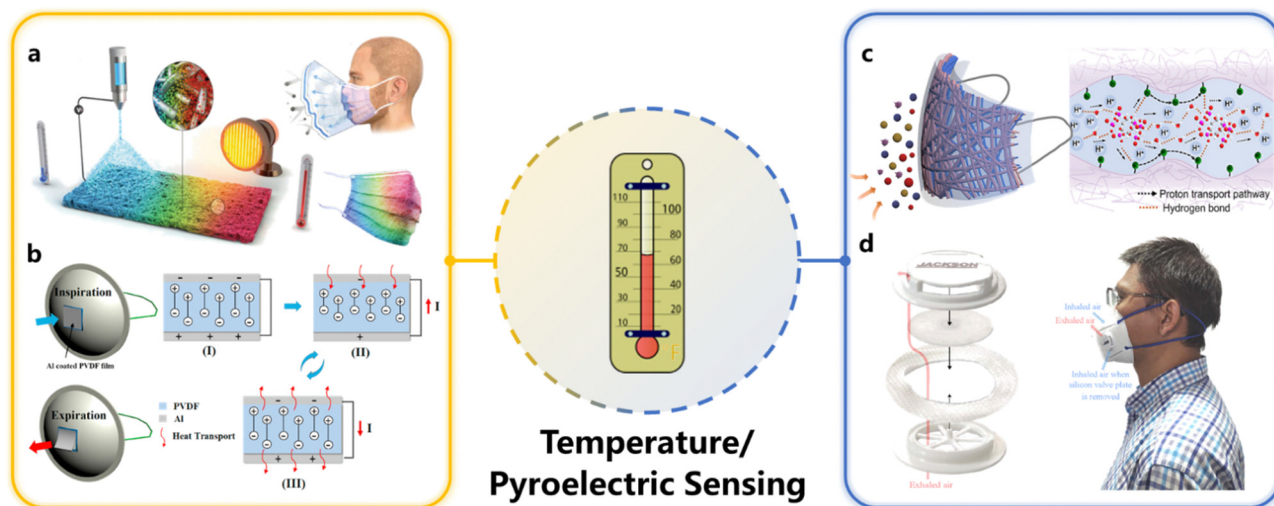 a
b
Inspiration
Al coated PVDF film
(I)
(II)
I
Expiration
PVDF
Al
Heat Transport
(III)
I
110
90
70
50
30
10
100
80
60
40
20
F
Temperature/
Pyroelectric Sensing
c
H+ H+ H+ H+ H+ H+ H+ H+ H+
Proton transport pathway
Hydrogen bond
d
JACKSON
Exhaled air
Inhaled air
Exhaled air
Inhaled air when
silicon valve plate
is removed